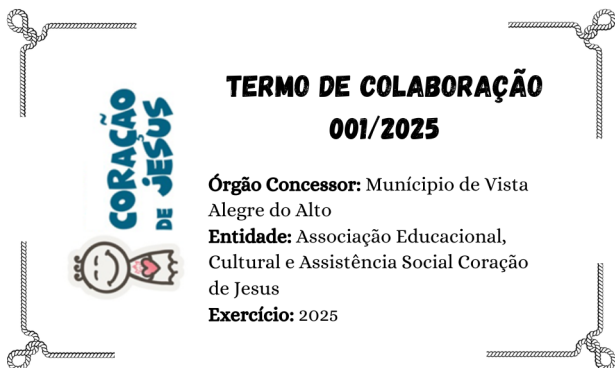 CORAÇÃO
DE JESUS
TERMO DE COLABORAÇÃO
001/2025
Órgão Concessor: Munícipio de Vista
Alegre do Alto
Entidade: Associação Educacional,
Cultural e Assistência Social Coração
de Jesus
Exercício: 2025